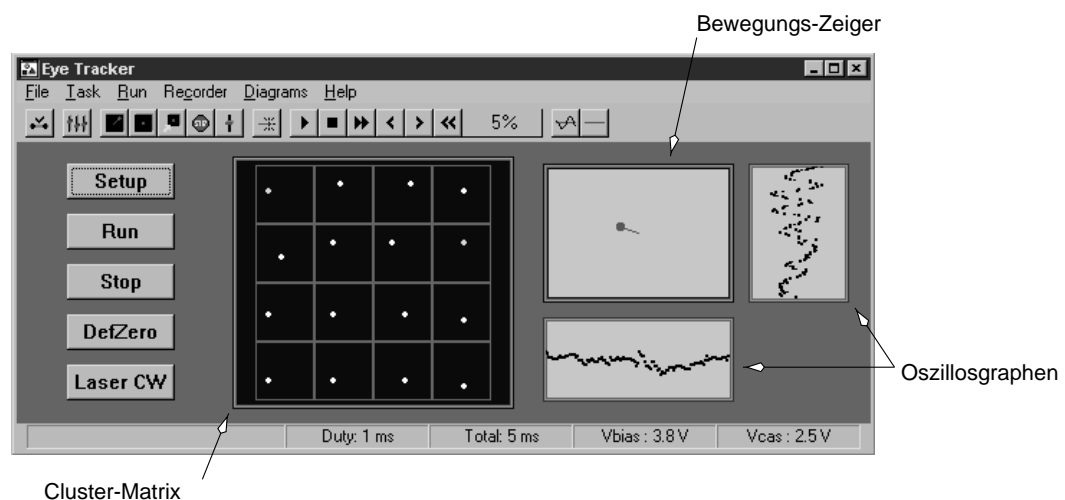 Bewegungs-Zeiger
Eye Tracker
File Task Run Recorder Diagrams Help
5%
Setup
Run
Stop
DefZero
Laser CW
Oszillosgraphen
Duty: 1 ms Total: 5 ms Vbias : 3.8 V Vcas : 2.5 V
Cluster-Matrix